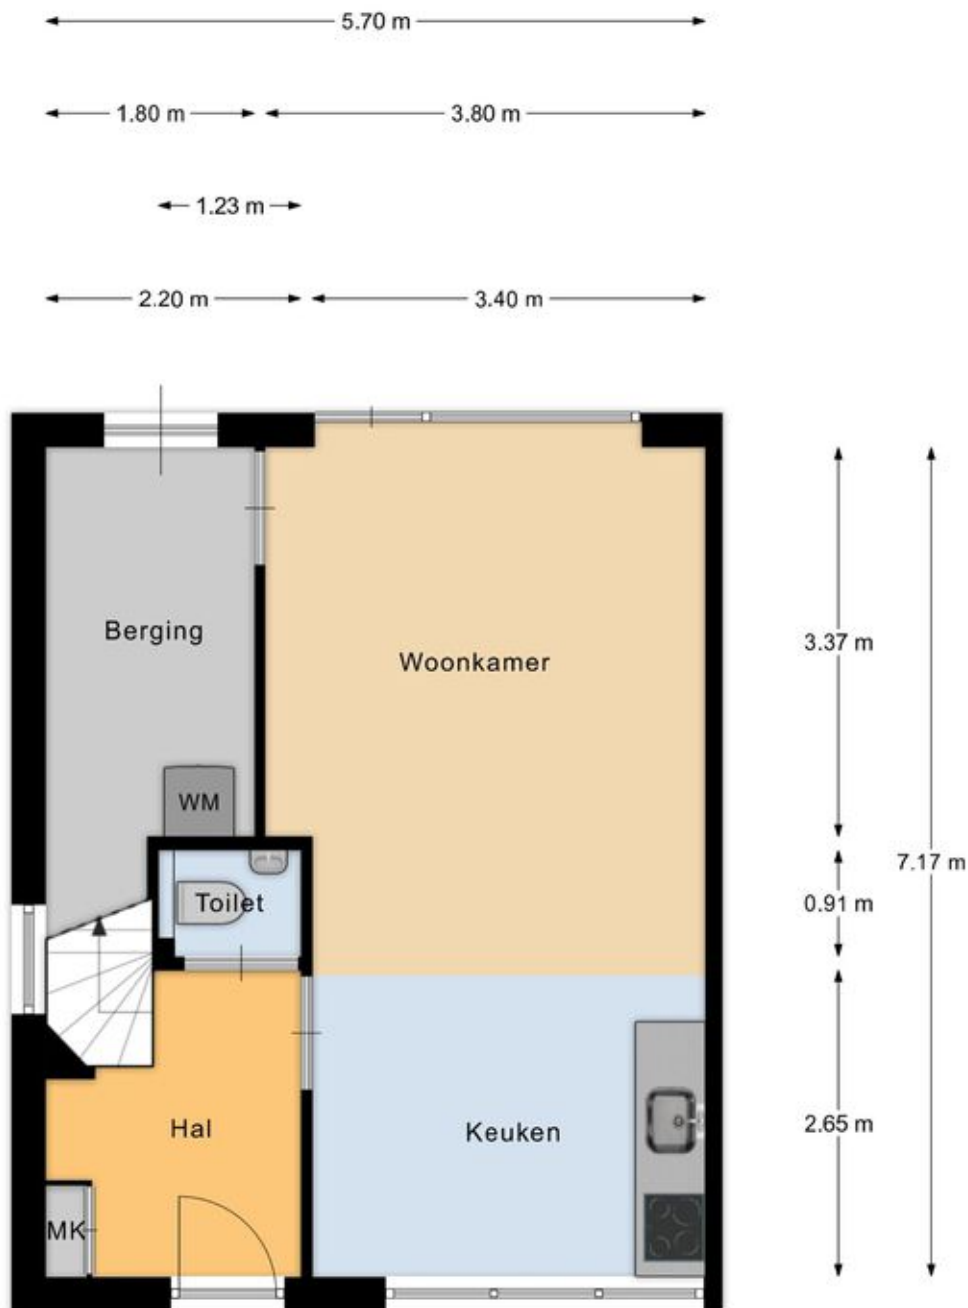 5.70 m
1.80 m
3.80 m
1.23 m
2.20 m
3.40 m
Berging
3.37 m
Woonkamer
WM
7.17 m
Toilet
0.91 m
2.65 m
Hal
Keuken
MK